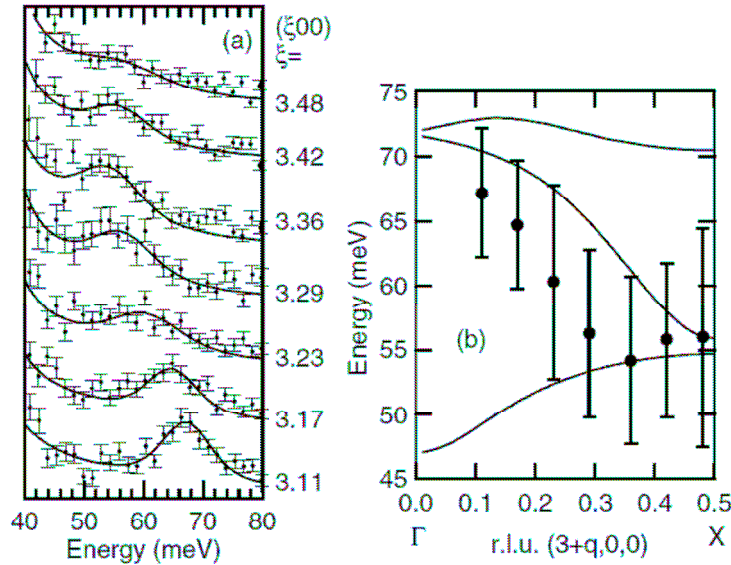 (a)
(ξ00)
ξ=
3.48
3.42
3.36
3.29
3.23
3.17
3.11
40 50 60 70 80
Energy (meV)
75
70
65
60
55
50
45
Energy (meV)
(b)
0.0 0.1 0.2 0.3 0.4 0.5
Γ r.l.u. (3+q,0,0) X